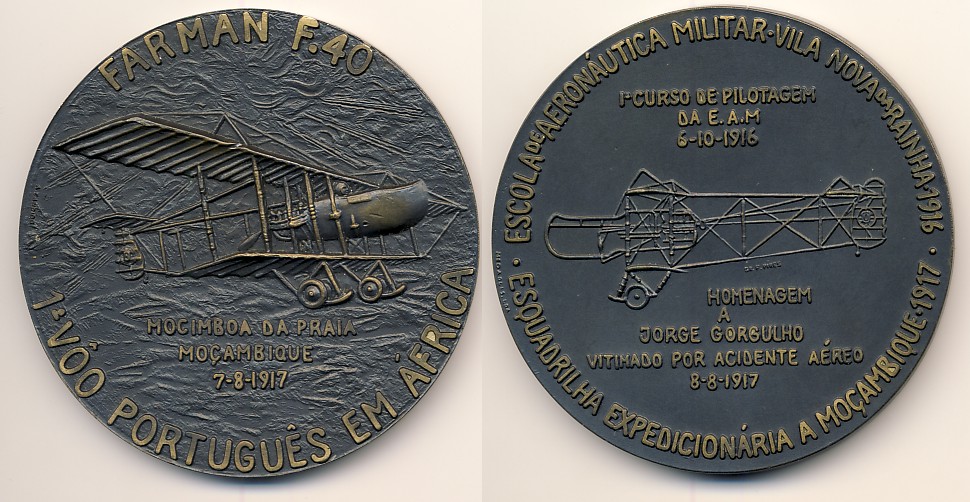 FARMAN F.40
MOCIMBOA DA PRAIA
MOÇAMBIQUE
7-8-1917
1º VÔO PORTUGUÊS EM ÁFRICA
ESCOLA DE AERONÁUTICA MILITAR·VILA NOVA DA RAINHA·1916
1º CURSO DE PILOTAGEM
DA E.A.M
6-10-1916
HOMENAGEM
A
JORGE GÔRGULHO
VITIMADO POR ACIDENTE AÉREO
8-8-1917
ESQUADRILHA EXPEDICIONÁRIA A MOÇAMBIQUE·1917